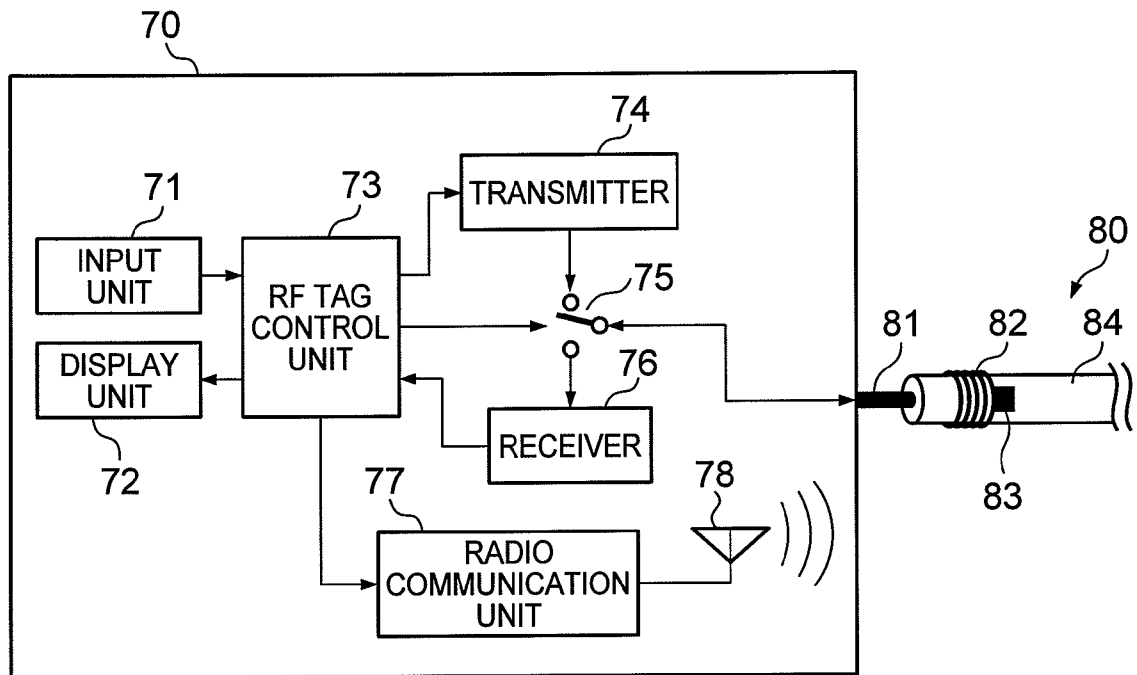 70
74
TRANSMITTER
71
INPUT
UNIT
73
RF TAG
CONTROL
UNIT
75
80
81
82
84
DISPLAY
UNIT
72
76
RECEIVER
83
77
RADIO
COMMUNICATION
UNIT
78